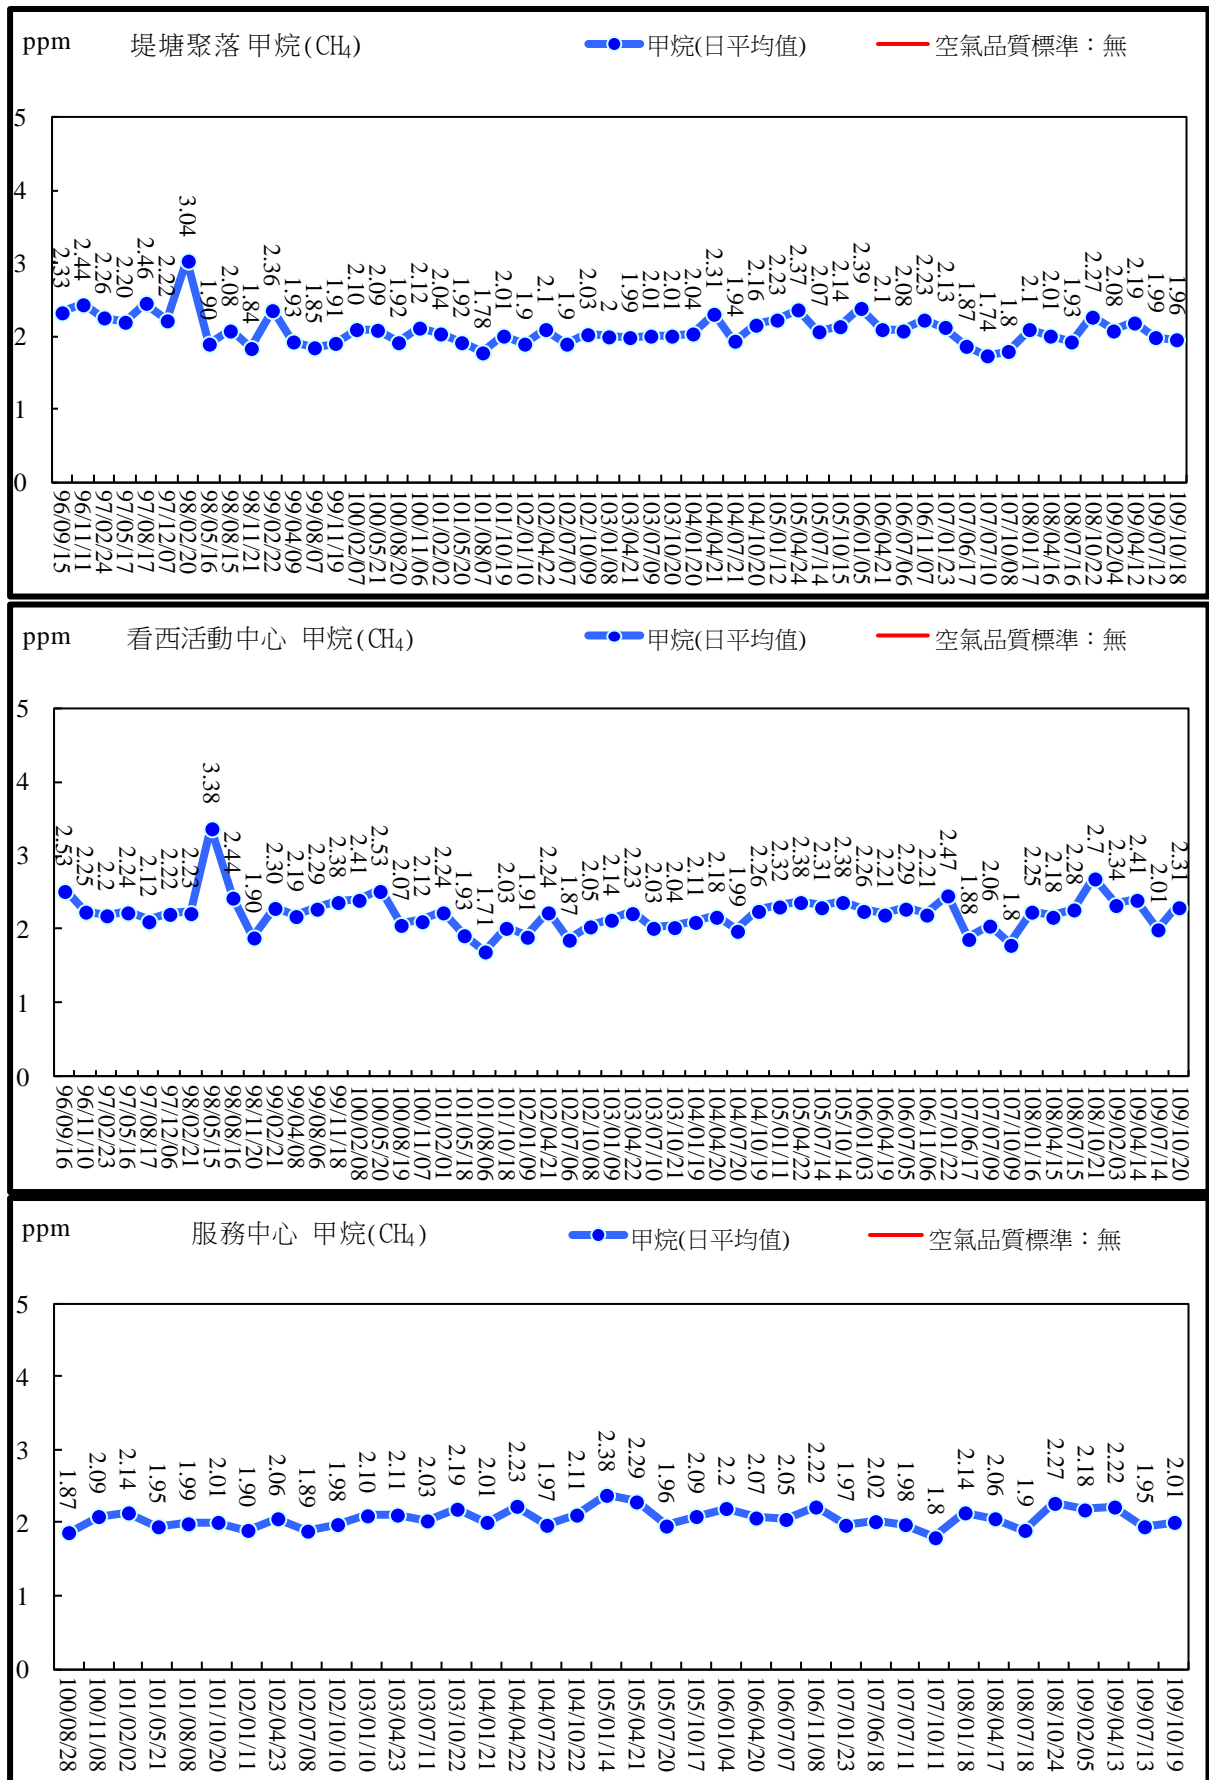 ppm 堤塘聚落 甲烷(CH4) 甲烷(日平均值) 空氣品質標準：無
5
4
3
2
1
0
2.33 2.44 2.26 2.20 2.46 2.22 3.04 1.90 2.08 1.84 2.36 1.93 1.85 1.91 2.10 2.09 1.92 2.12 2.04 1.92 1.78 2.01 1.9 2.1 1.9 2.03 2 1.99 2.01 2.01 2.04 2.31 1.94 2.16 2.23 2.37 2.07 2.14 2.39 2.1 2.08 2.23 2.13 1.87 1.74 1.8 2.1 2.01 1.93 2.27 2.08 2.19 1.99 1.96
96/09/15 96/11/11 97/02/24 97/05/17 97/08/17 97/12/07 98/02/20 98/05/16 98/08/15 98/11/21 99/02/22 99/04/09 99/08/07 99/11/19 100/02/07 100/05/21 100/08/20 100/11/06 101/02/02 101/05/20 101/08/07 101/10/19 102/01/10 102/04/22 102/07/07 102/10/09 103/01/08 103/04/21 103/07/09 103/10/20 104/01/20 104/04/21 104/07/21 104/10/20 105/01/12 105/04/24 105/07/14 105/10/15 106/01/05 106/04/21 106/07/06 106/11/07 107/01/23 107/06/17 107/07/10 107/10/08 108/01/17 108/04/16 108/07/16 108/10/22 109/02/04 109/04/12 109/07/12 109/10/18
ppm 看西活動中心 甲烷(CH4) 甲烷(日平均值) 空氣品質標準：無
5
4
3
2
1
0
2.53 2.25 2.2 2.24 2.12 2.22 2.23 3.38 2.44 1.90 2.30 2.19 2.29 2.38 2.41 2.53 2.07 2.12 2.24 1.93 1.71 2.03 1.91 2.24 1.87 2.05 2.14 2.23 2.03 2.04 2.11 2.18 1.99 2.26 2.32 2.38 2.31 2.38 2.26 2.21 2.29 2.21 2.47 1.88 2.06 1.8 2.25 2.18 2.28 2.7 2.34 2.41 2.01 2.31
96/09/16 96/11/10 97/02/23 97/05/16 97/08/17 97/12/06 98/02/21 98/05/15 98/08/16 98/11/20 99/02/21 99/04/08 99/08/06 99/11/18 100/02/08 100/05/20 100/08/19 100/11/07 101/02/01 101/05/18 101/08/06 101/10/18 102/01/09 102/04/21 102/07/06 102/10/08 103/01/09 103/04/22 103/07/10 103/10/21 104/01/19 104/04/20 104/07/20 104/10/19 105/01/11 105/04/22 105/07/14 105/10/14 106/01/03 106/04/19 106/07/05 106/11/06 107/01/22 107/06/17 107/07/09 107/10/09 108/01/16 108/04/15 108/07/15 108/10/21 109/02/03 109/04/14 109/07/14 109/10/20
ppm 服務中心 甲烷(CH4) 甲烷(日平均值) 空氣品質標準：無
5
4
3
2
1
0
1.87 2.09 2.14 1.95 1.99 2.01 1.90 2.06 1.89 1.98 2.10 2.11 2.03 2.19 2.01 2.23 1.97 2.11 2.38 2.29 1.96 2.09 2.2 2.07 2.05 2.22 1.97 2.02 1.98 1.8 2.14 2.06 1.9 2.27 2.18 2.22 1.95 2.01
100/08/28 100/11/08 101/02/02 101/05/21 101/08/08 101/10/20 102/01/11 102/04/23 102/07/08 102/10/10 103/01/10 103/04/23 103/07/11 103/10/22 104/01/21 104/04/22 104/07/22 104/10/22 105/01/14 105/04/21 105/07/20 105/10/17 106/01/04 106/04/20 106/07/07 106/11/08 107/01/23 107/06/18 107/07/11 107/10/11 108/01/18 108/04/17 108/07/18 108/10/24 109/02/05 109/04/13 109/07/13 109/10/19